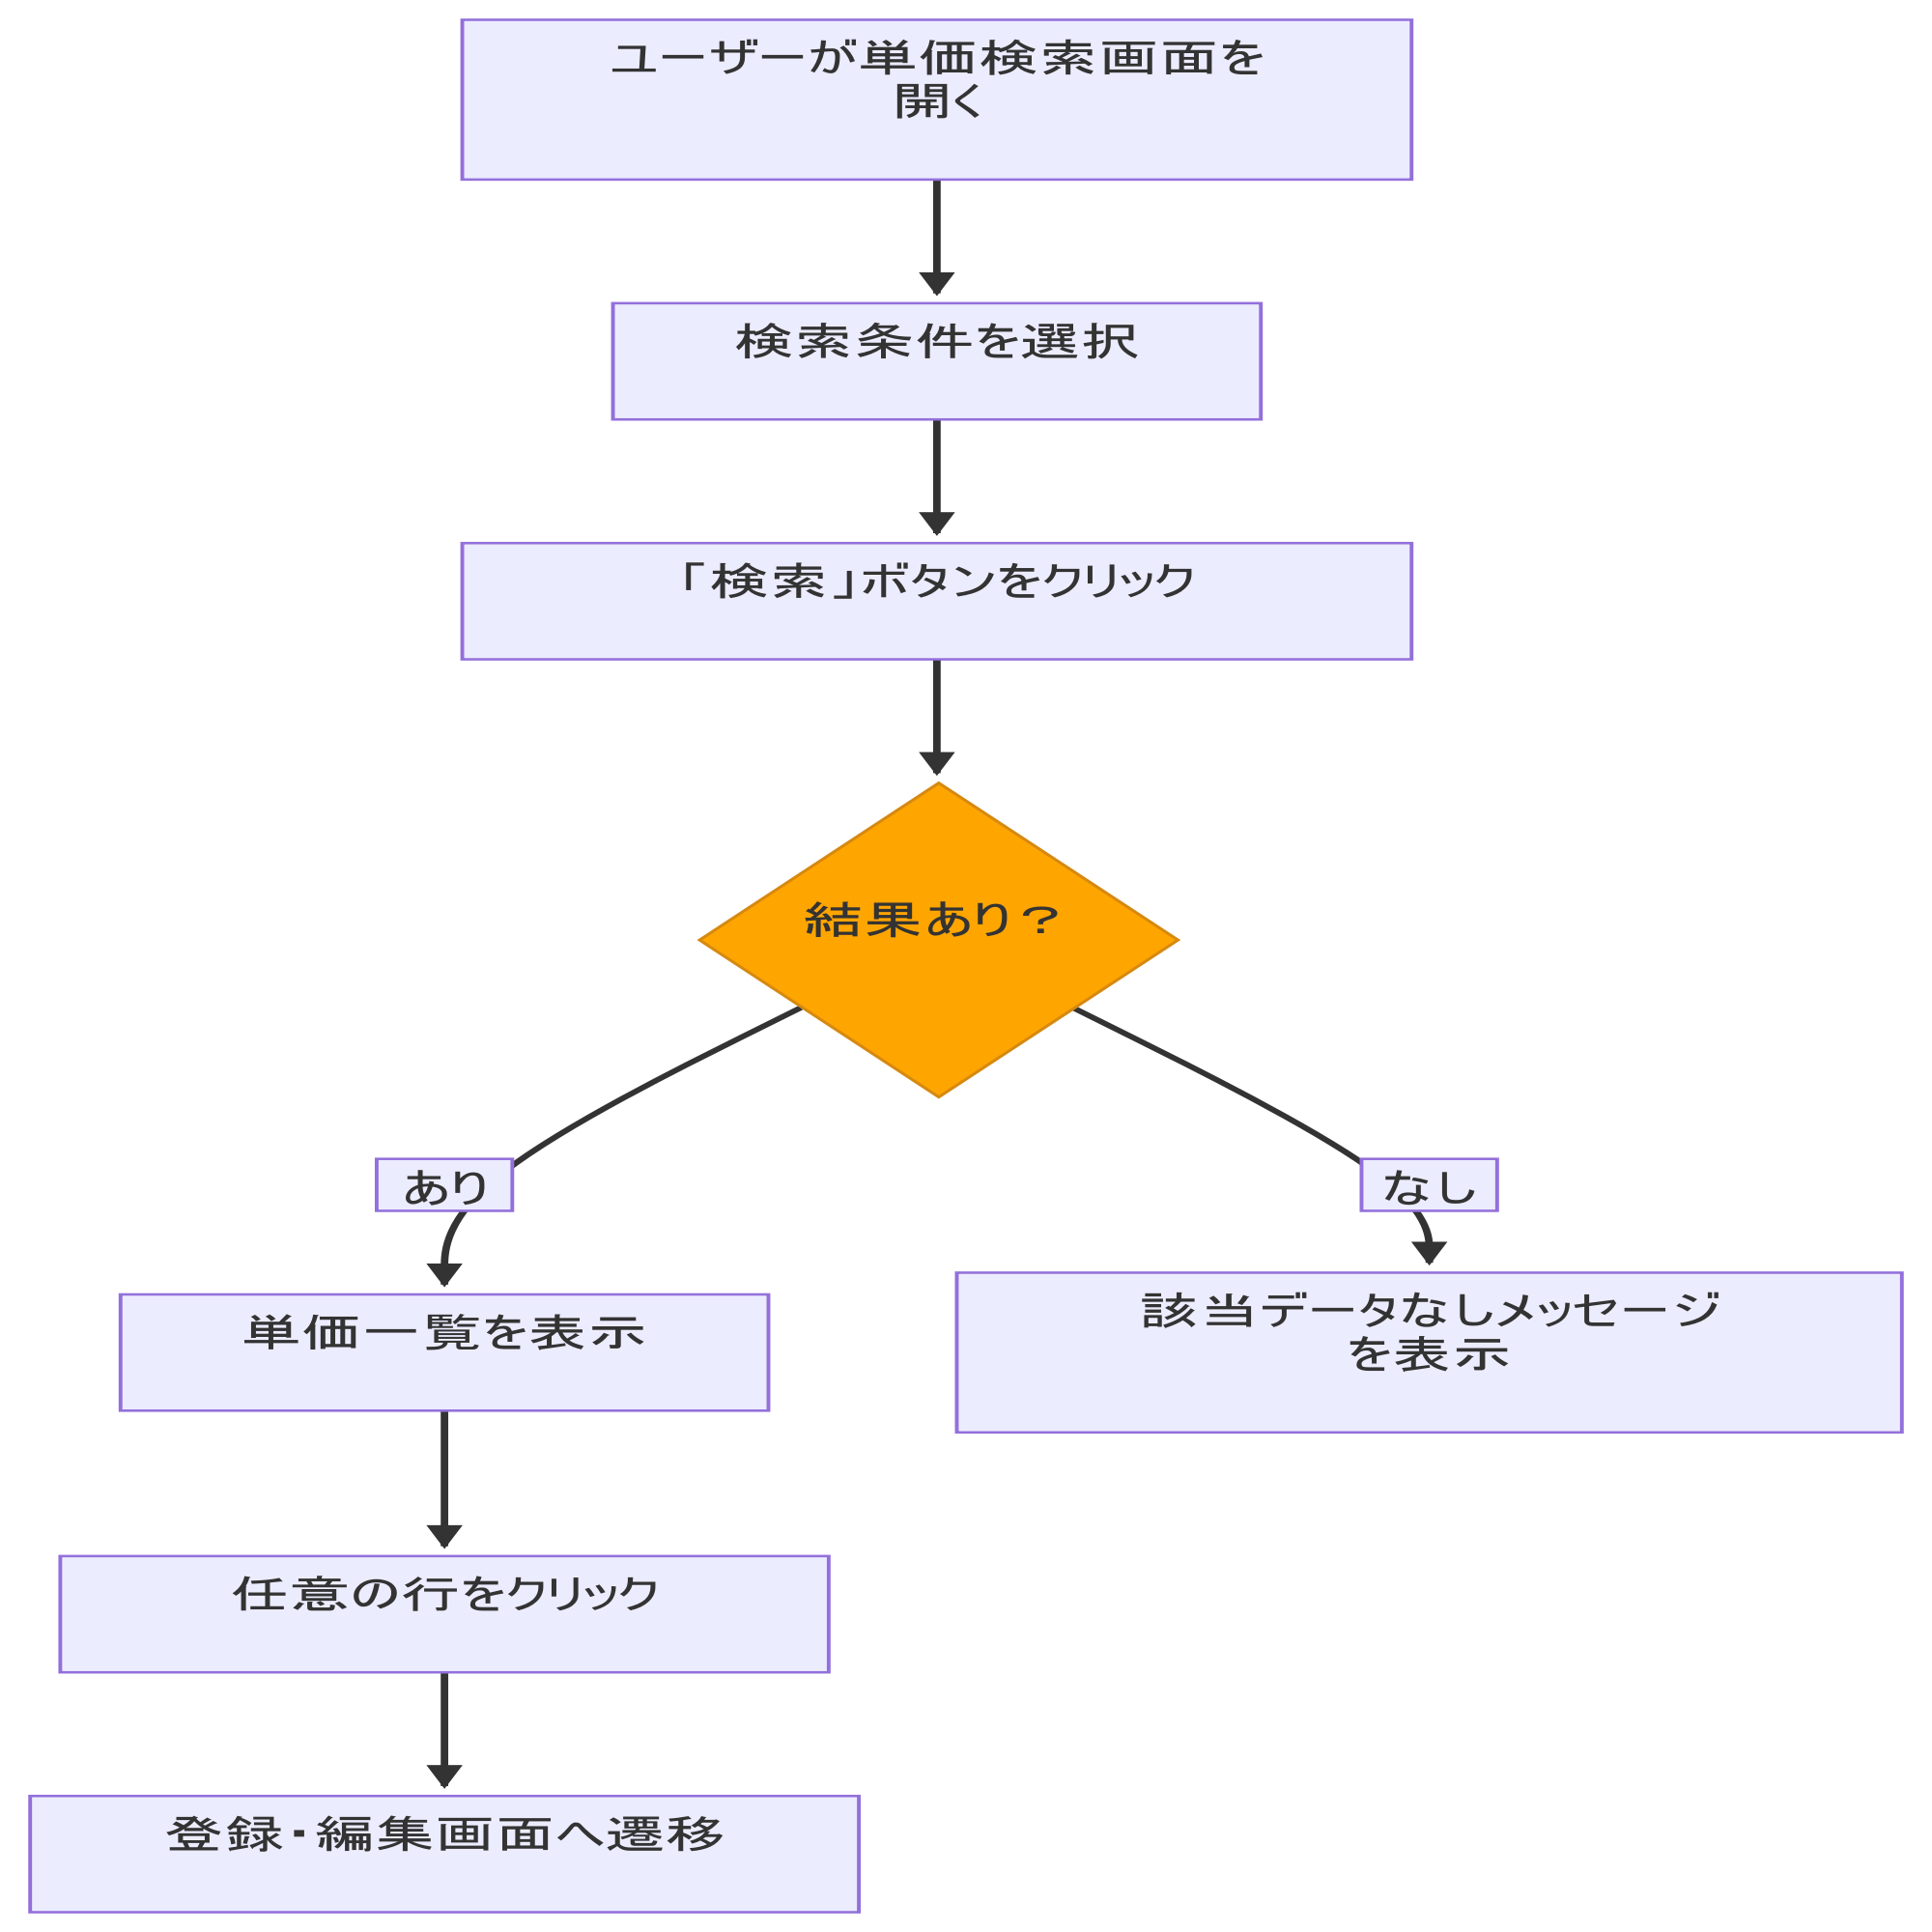 ユーザーが単価検索画面を
開く
検索条件を選択
「検索」ボタンをクリック
結果あり？
あり
なし
単価一覧を表示
該当データなしメッセージ
を表示
任意の行をクリック
登録・編集画面へ遷移